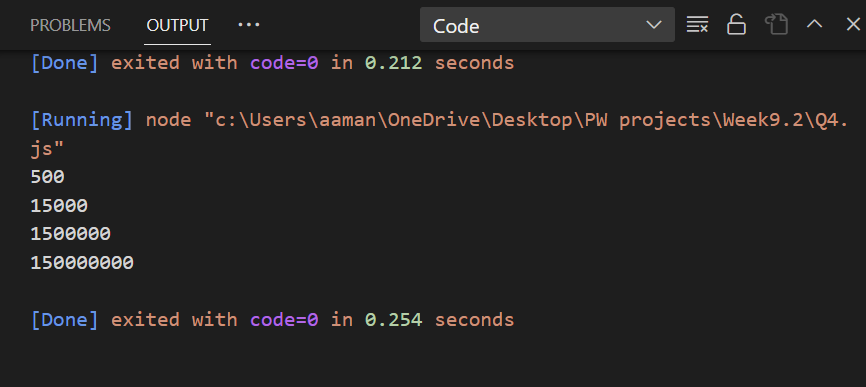 PROBLEMS OUTPUT ··· Code
[Done] exited with code=0 in 0.212 seconds
[Running] node "c:\Users\aaman\OneDrive\Desktop\PW projects\Week9.2\Q4.
js"
500
15000
1500000
150000000
[Done] exited with code=0 in 0.254 seconds